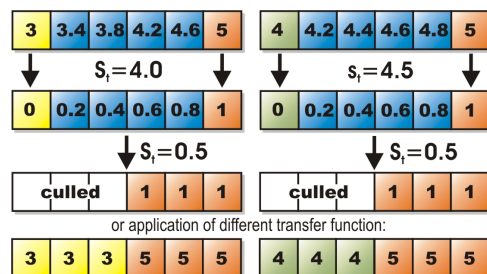 3 3.4 3.8 4.2 4.6 5 4 4.2 4.4 4.6 4.8 5
Sₜ=4.0 sₜ=4.5
0 0.2 0.4 0.6 0.8 1 0 0.2 0.4 0.6 0.8 1
Sₜ=0.5 Sₜ=0.5
culled 1 1 1 culled 1 1 1
or application of different transfer function:
3 3 3 5 5 5 4 4 4 5 5 5